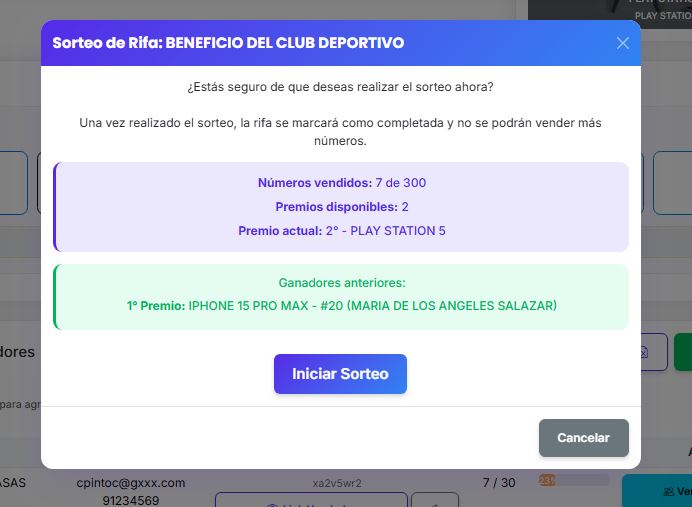 PLAY STATIO
Sorteo de Rifa: BENEFICIO DEL CLUB DEPORTIVO
¿Estás seguro de que deseas realizar el sorteo ahora?
Una vez realizado el sorteo, la rifa se marcará como completada y no se podrán vender más
números.
Números vendidos: 7 de 300
Premios disponibles: 2
Premio actual: 2° - PLAY STATION 5
Ganadores anteriores:
1° Premio: IPHONE 15 PRO MAX - #20 (MARIA DE LOS ANGELES SALAZAR)
dores
Iniciar Sorteo
para agr
Cancelar
ASAS cpintoc@gxxx.com xa2v5wr2 7 / 30 23%
91234569
Ver